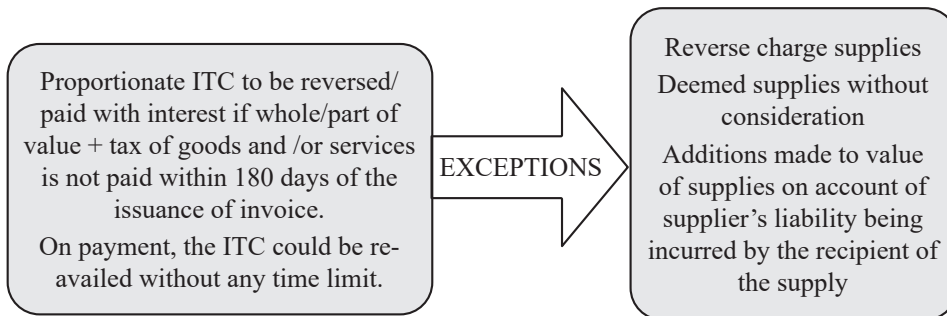 Proportionate ITC to be reversed/
paid with interest if whole/part of
value + tax of goods and /or services
is not paid within 180 days of the
issuance of invoice.
On payment, the ITC could be re-
availed without any time limit.
EXCEPTIONS
Reverse charge supplies
Deemed supplies without
consideration
Additions made to value
of supplies on account of
supplier’s liability being
incurred by the recipient of
the supply